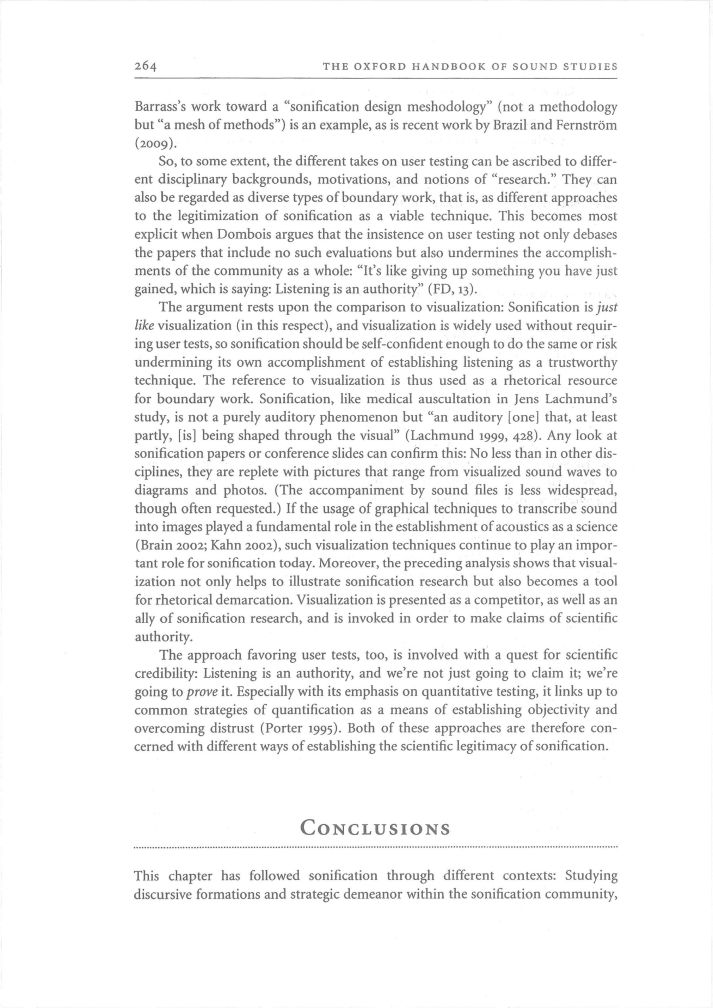 264
THE OXFORD HANDBOOK OF SOUND STUDIES
Barrass's work toward a “sonification design meshodology” (not a methodology
but “a mesh of methods”) is an example, as is recent work by Brazil and Fernström
(2009).
So, to some extent, the different takes on user testing can be ascribed to differ-
ent disciplinary backgrounds, motivations, and notions of “research.” They can
also be regarded as diverse types of boundary work, that is, as different approaches
to the legitimization of sonification as a viable technique. This becomes most
explicit when Dombois argues that the insistence on user testing not only debases
the papers that include no such evaluations but also undermines the accomplish-
ments of the community as a whole: “It's like giving up something you have just
gained, which is saying: Listening is an authority” (FD, 13).
The argument rests upon the comparison to visualization: Sonification is just
like visualization (in this respect), and visualization is widely used without requir-
ing user tests, so sonification should be self-confident enough to do the same or risk
undermining its own accomplishment of establishing listening as a trustworthy
technique. The reference to visualization is thus used as a rhetorical resource
for boundary work. Sonification, like medical auscultation in Jens Lachmund's
study, is not a purely auditory phenomenon but “an auditory [one] that, at least
partly, [is] being shaped through the visual” (Lachmund 1999, 428). Any look at
sonification papers or conference slides can confirm this: No less than in other dis-
ciplines, they are replete with pictures that range from visualized sound waves to
diagrams and photos. (The accompaniment by sound files is less widespread,
though often requested.) If the usage of graphical techniques to transcribe sound
into images played a fundamental role in the establishment of acoustics as a science
(Brain 2002; Kahn 2002), such visualization techniques continue to play an impor-
tant role for sonification today. Moreover, the preceding analysis shows that visual-
ization not only helps to illustrate sonification research but also becomes a tool
for rhetorical demarcation. Visualization is presented as a competitor, as well as an
ally of sonification research, and is invoked in order to make claims of scientific
authority.
The approach favoring user tests, too, is involved with a quest for scientific
credibility: Listening is an authority, and we're not just going to claim it; we're
going to prove it. Especially with its emphasis on quantitative testing, it links up to
common strategies of quantification as a means of establishing objectivity and
overcoming distrust (Porter 1995). Both of these approaches are therefore con-
cerned with different ways of establishing the scientific legitimacy of sonification.
CONCLUSIONS
This chapter has followed sonification through different contexts: Studying
discursive formations and strategic demeanor within the sonification community,